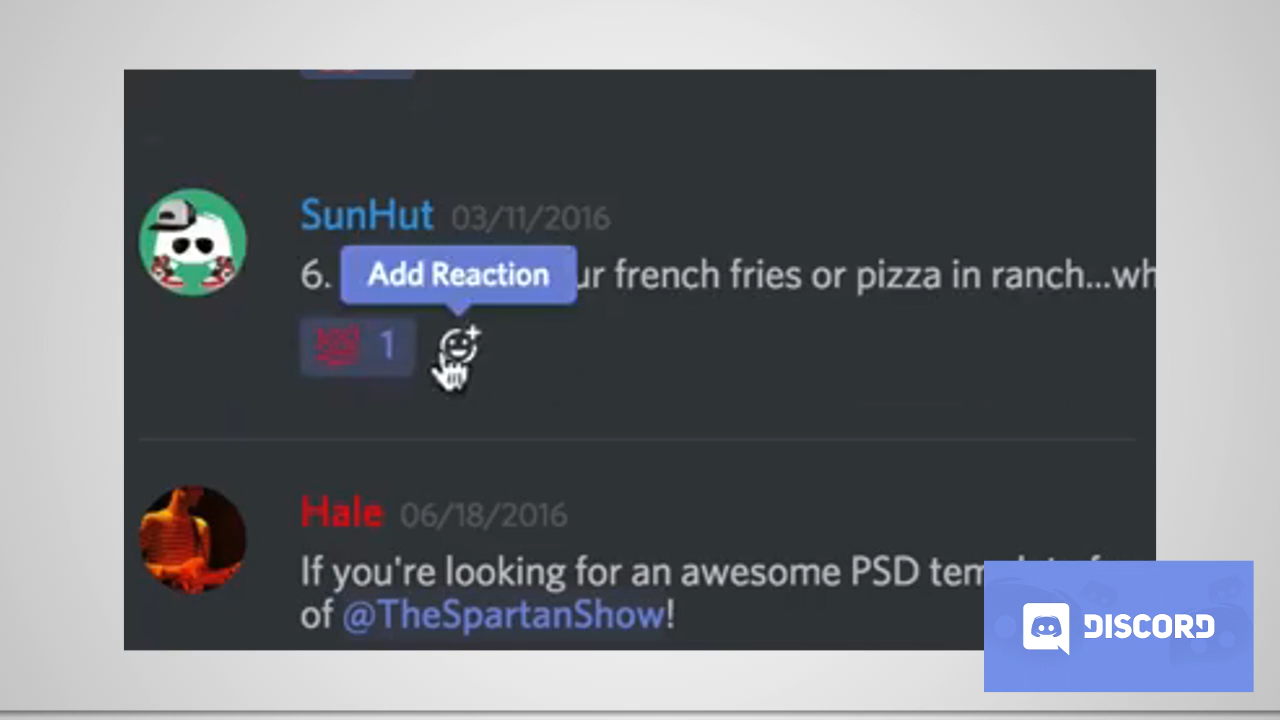 SunHut 03/11/2016
Add Reaction
6. ur french fries or pizza in ranch...wh
1
Hale 06/18/2016
If you're looking for an awesome PSD
of @TheSpartanShow!
DISCORD